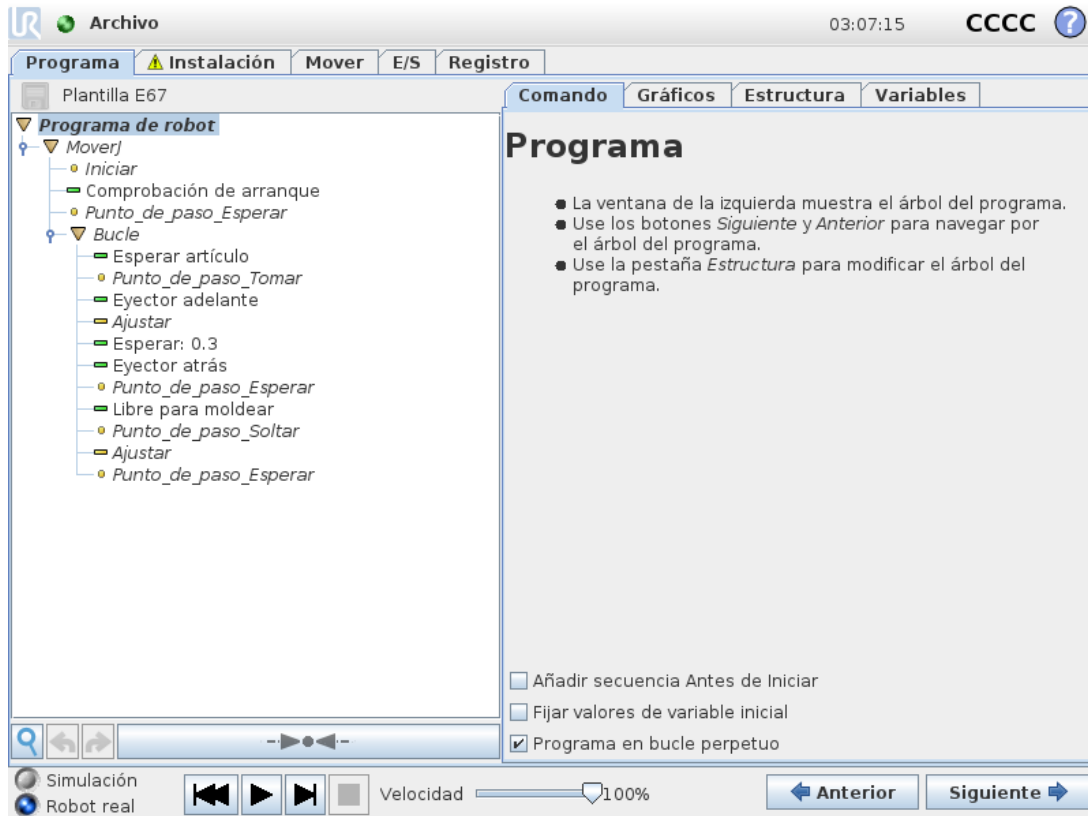 UR Archivo 03:07:15 CCCC ?
Programa Instalación Mover E/S Registro
Plantilla E67
Programa de robot
MoverJ
Iniciar
Comprobación de arranque
Punto_de_paso_Esperar
Bucle
Esperar artículo
Punto_de_paso_Tomar
Eyector adelante
Ajustar
Esperar: 0.3
Eyector atrás
Punto_de_paso_Esperar
Libre para moldear
Punto_de_paso_Soltar
Ajustar
Punto_de_paso_Esperar
Comando Gráficos Estructura Variables
Programa
La ventana de la izquierda muestra el árbol del programa.
Use los botones Siguiente y Anterior para navegar por
el árbol del programa.
Use la pestaña Estructura para modificar el árbol del
programa.
Añadir secuencia Antes de Iniciar
Fijar valores de variable inicial
Programa en bucle perpetuo
Simulación
Robot real
Velocidad 100%
Anterior Siguiente